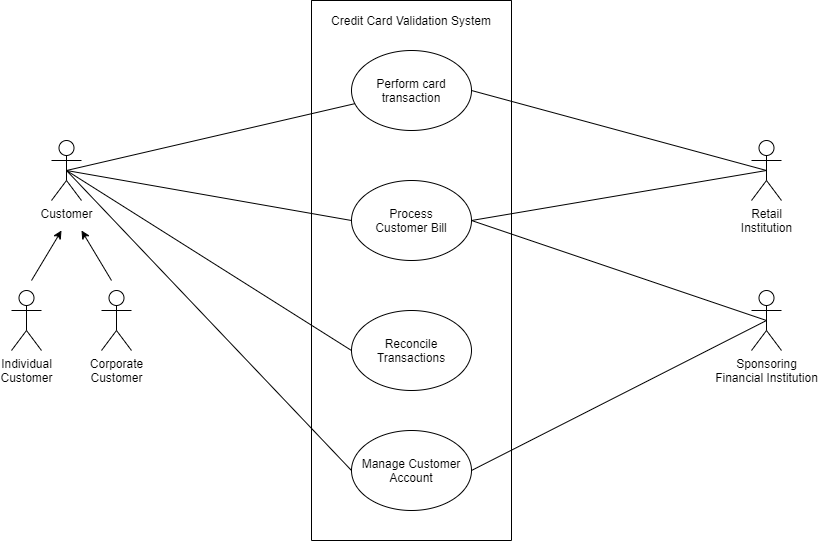 Credit Card Validation System
Perform card
transaction
Customer
Process
Customer Bill
Retail
Institution
Individual
Customer
Corporate
Customer
Reconcile
Transactions
Sponsoring
Financial Institution
Manage Customer
Account